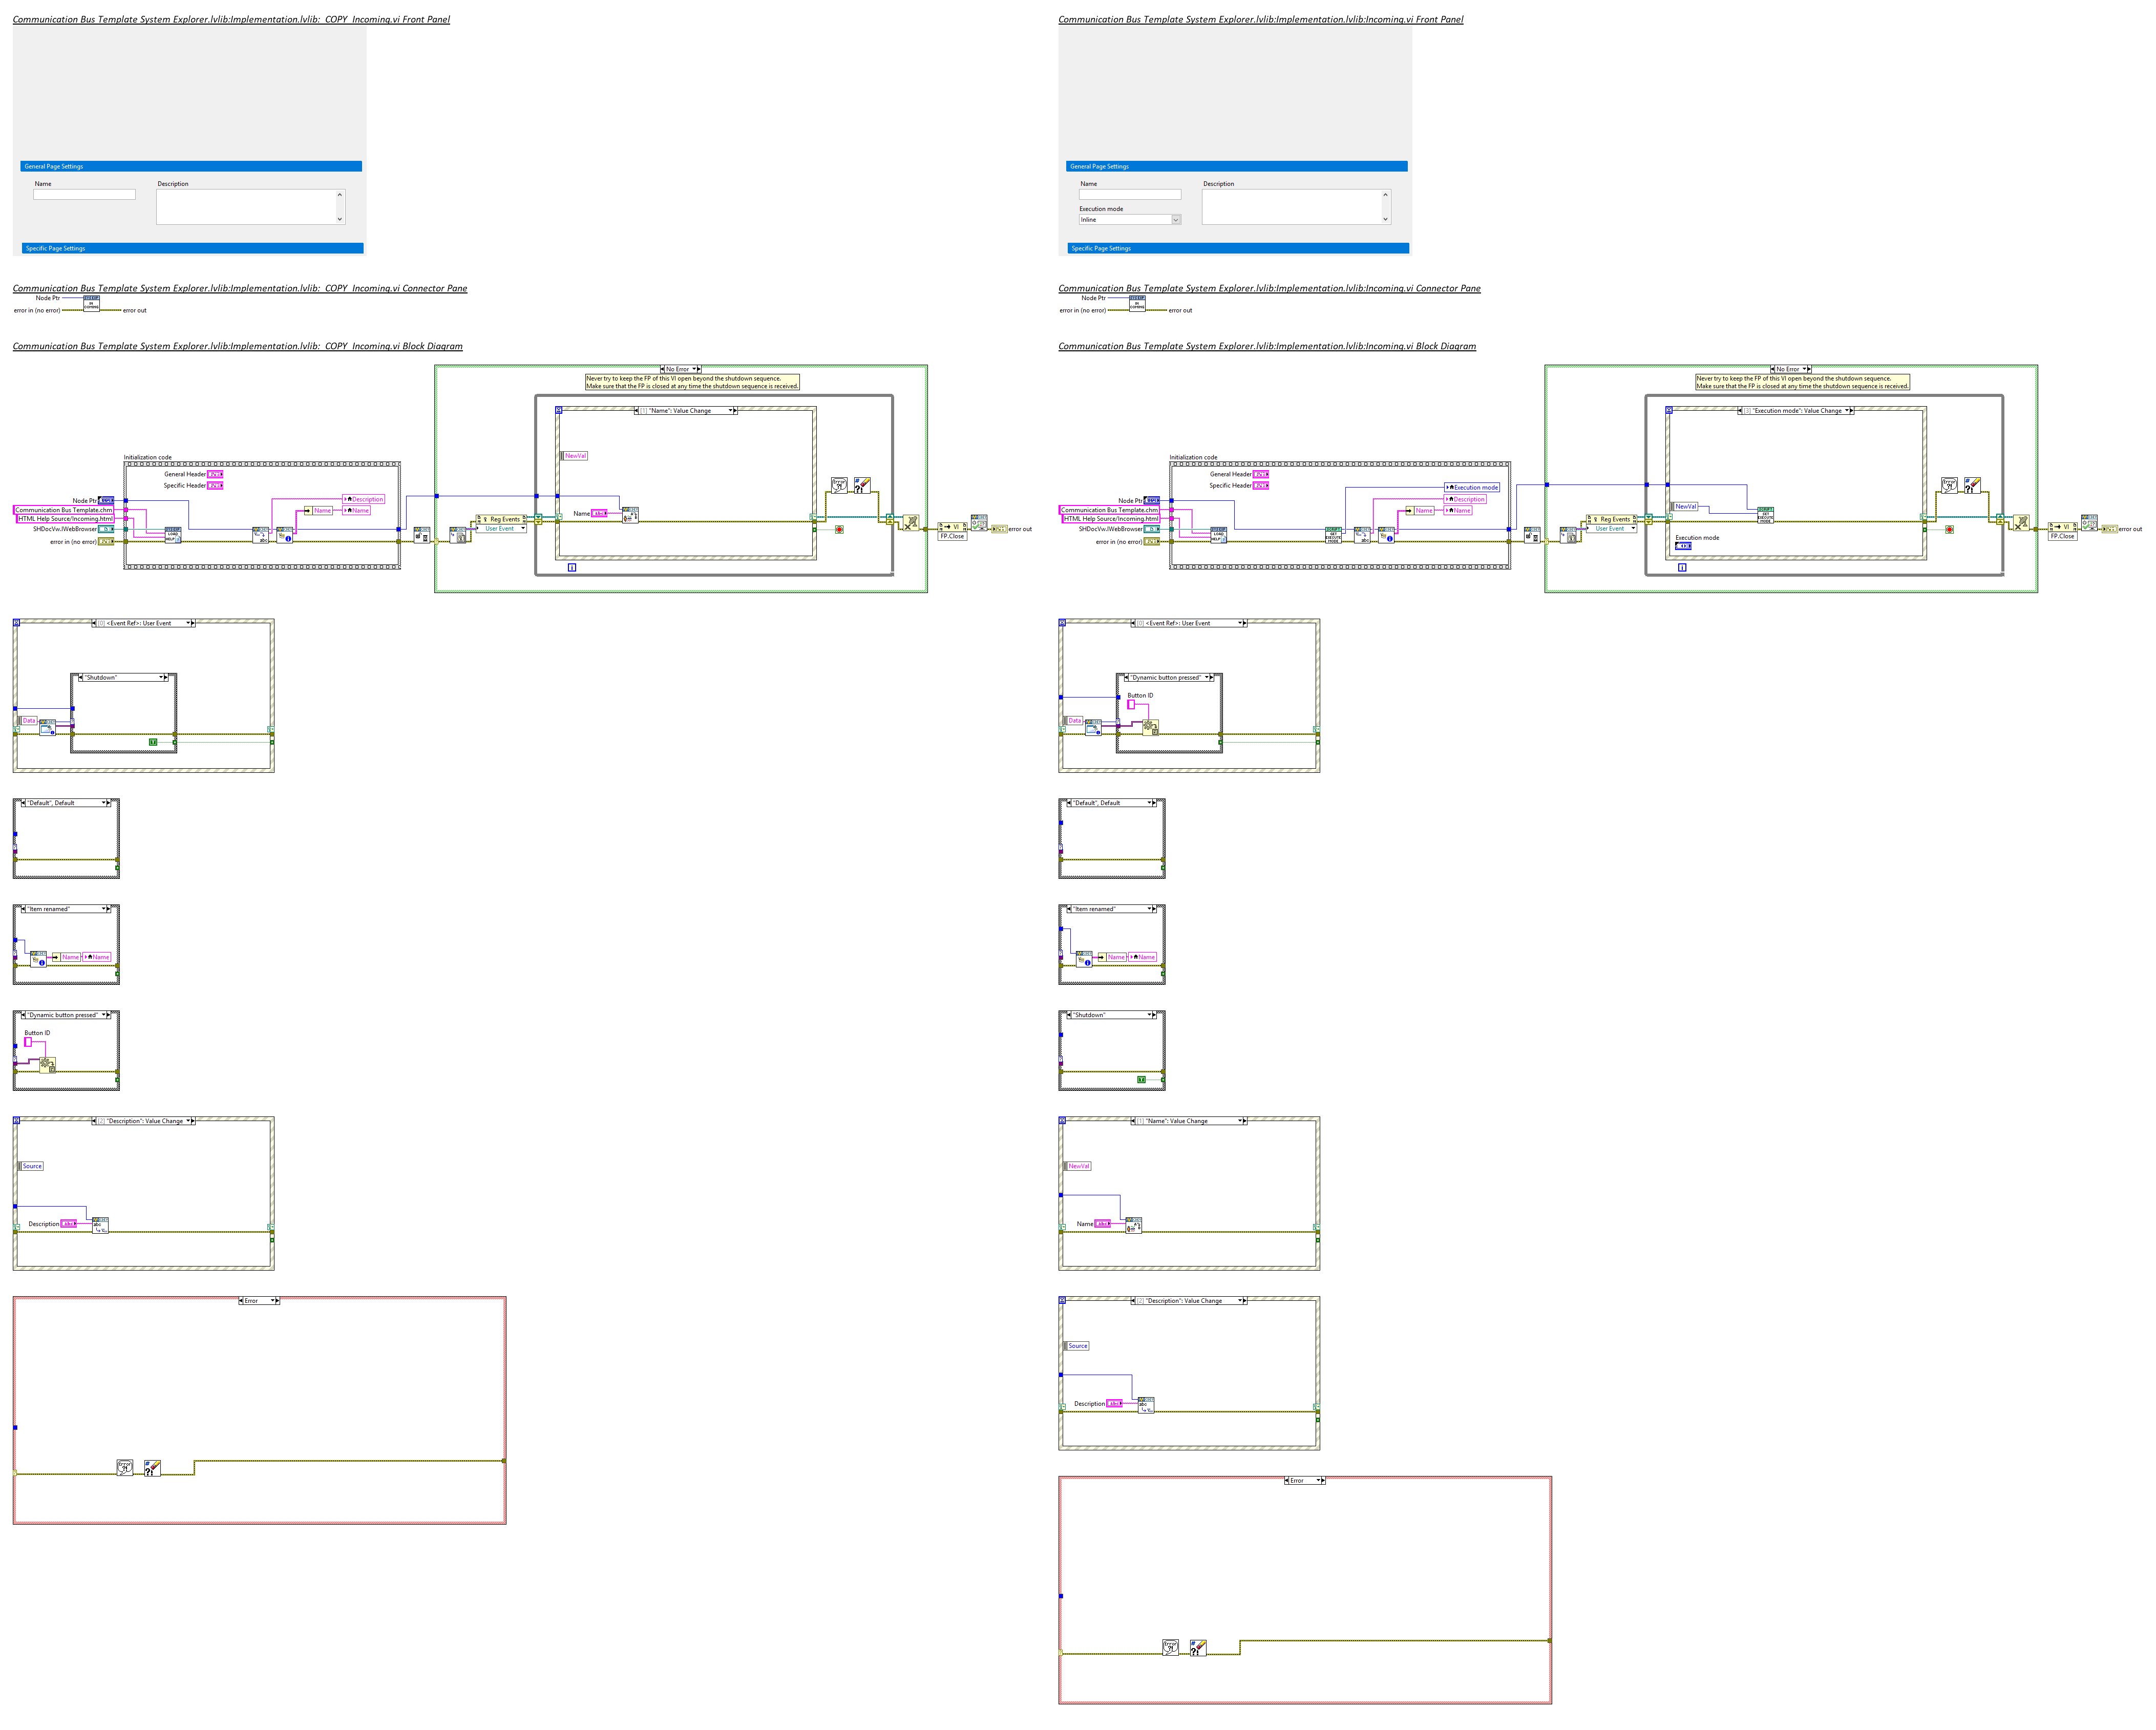 Communication Bus Template System Explorer.lvlib:Implementation.lvlib:_COPY_Incoming.vi Front Panel
General Page Settings
Name
Description
Specific Page Settings
Communication Bus Template System Explorer.lvlib:Implementation.lvlib:_COPY_Incoming.vi Connector Pane
Node Ptr
IN
COMING
error in (no error)
error out
Communication Bus Template System Explorer.lvlib:Implementation.lvlib:_COPY_Incoming.vi Block Diagram
No Error
Never try to keep the FP of this VI open beyond the shutdown sequence.
Make sure that the FP is closed at any time the shutdown sequence is received.
[1] "Name": Value Change
NewVal
Initialization code
General Header
Specific Header
Node Ptr
Communication Bus Template.chm
HTML Help Source/Incoming.html
SHDocVw.IWebBrowser
error in (no error)
LOAD
HELP
Description
Name
Name
Reg Events
User Event
Name
i
VI
FP.Close
error out
[0] <Event Ref>: User Event
"Shutdown"
Data
"Default", Default
"Item renamed"
Name
Name
"Dynamic button pressed"
Button ID
[2] "Description": Value Change
Source
Description
Error
Communication Bus Template System Explorer.lvlib:Implementation.lvlib:Incoming.vi Front Panel
General Page Settings
Name
Description
Execution mode
Inline
Specific Page Settings
Communication Bus Template System Explorer.lvlib:Implementation.lvlib:Incoming.vi Connector Pane
Node Ptr
IN
COMING
error in (no error)
error out
Communication Bus Template System Explorer.lvlib:Implementation.lvlib:Incoming.vi Block Diagram
No Error
Never try to keep the FP of this VI open beyond the shutdown sequence.
Make sure that the FP is closed at any time the shutdown sequence is received.
[3] "Execution mode": Value Change
NewVal
Initialization code
General Header
Specific Header
Node Ptr
Communication Bus Template.chm
HTML Help Source/Incoming.html
SHDocVw.IWebBrowser
error in (no error)
LOAD
HELP
GET
EXECUTE
MODE
Execution mode
Description
Name
Name
Reg Events
User Event
SET
EXECUTE
MODE
Execution mode
i
VI
FP.Close
error out
[0] <Event Ref>: User Event
"Dynamic button pressed"
Button ID
Data
"Default", Default
"Item renamed"
Name
Name
"Shutdown"
[1] "Name": Value Change
NewVal
Name
[2] "Description": Value Change
Source
Description
Error